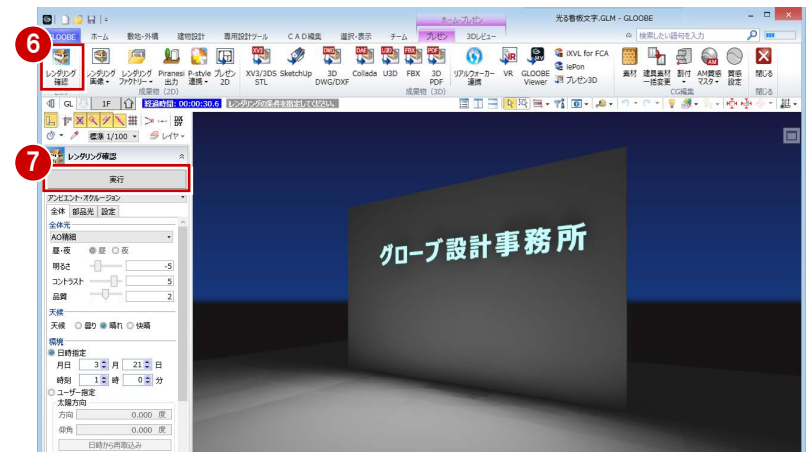 ホーム-プレゼン
光る看板文字.GLM - GLOOBE
6
GLOOBE ホーム 敷地・外構 建物設計 専用設計ツール CAD編集 選択・表示 チーム プレゼン 3Dレビュー 検索したい語句を入力
レンダリング確認 レンダリング画像 レンダリングファクトリー Piranesi出力 P-style連携 プレゼン2D XV3/3DS STL SketchUp 3D DWG/DXF Collada U3D FBX 3D PDF リアルウォーカー連携 VR GLOOBE Viewer IXVL for FCA iePon プレゼン3D 素材 建具素材一括変更 割付 AM質感マスタ 質感設定 閉じる
成果物 (2D) 成果物 (3D) CG編集 閉じる
GL 1F 経過時間: 00:00:30.6 レンダリングの条件を指定してください。
標準 1/100 レイヤ
レンダリング確認
7
実行
アンビエント・オクルージョン
全体 部品光 設定
全体光
AO精細
昼・夜 昼 夜
明るさ -5
コントラスト 5
品質 2
天候
天候 曇り 晴れ 快晴
環境
日時指定
月日 3 月 21 日
時刻 1 時 0 分
ユーザー指定
太陽方向
方向 0.000 度
仰角 0.000 度
日時から再取込み
グローブ設計事務所